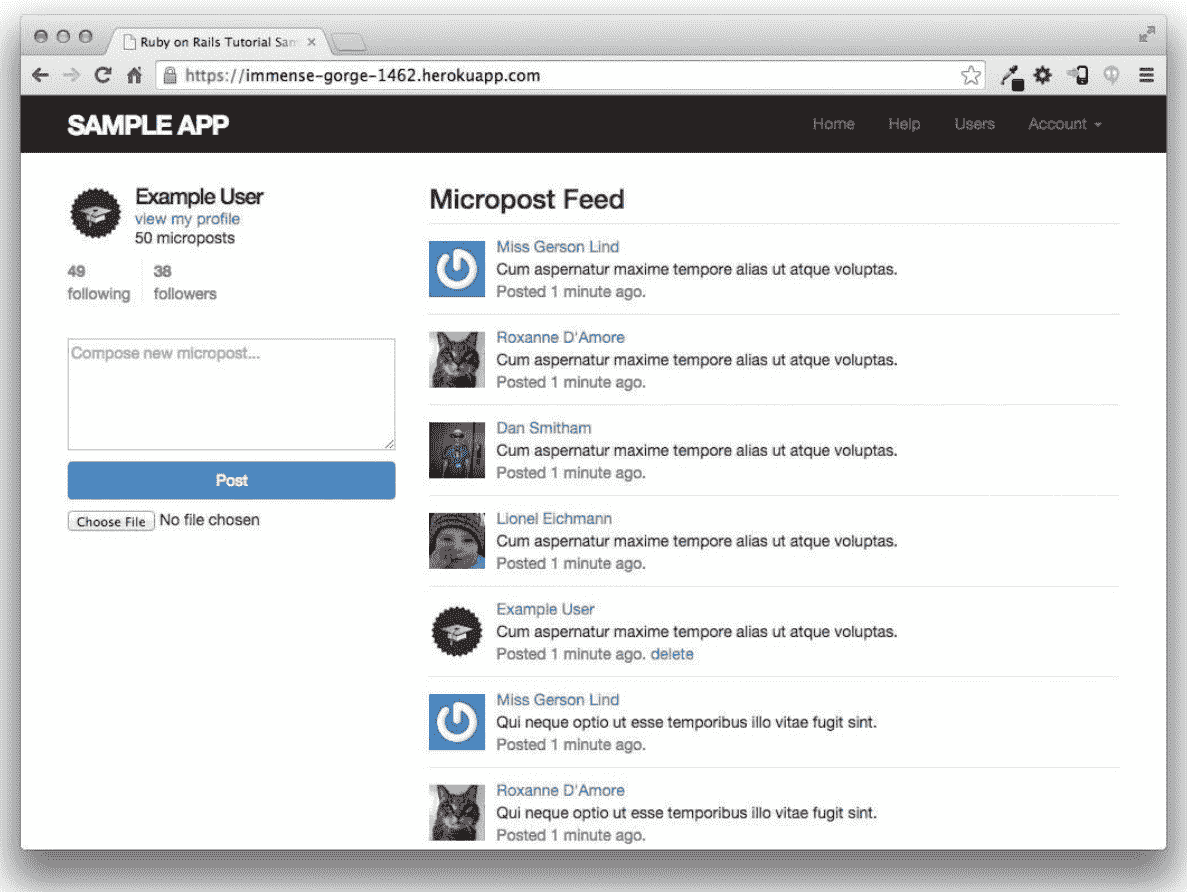 Ruby on Rails Tutorial Sam
https://immense-gorge-1462.herokuapp.com
SAMPLE APP
Home Help Users Account
Example User
view my profile
50 microposts
49 38
following followers
Compose new micropost...
Post
Choose File No file chosen
Micropost Feed
Miss Gerson Lind
Cum aspernatur maxime tempore alias ut atque voluptas.
Posted 1 minute ago.
Roxanne D'Amore
Cum aspernatur maxime tempore alias ut atque voluptas.
Posted 1 minute ago.
Dan Smitham
Cum aspernatur maxime tempore alias ut atque voluptas.
Posted 1 minute ago.
Lionel Eichmann
Cum aspernatur maxime tempore alias ut atque voluptas.
Posted 1 minute ago.
Example User
Cum aspernatur maxime tempore alias ut atque voluptas.
Posted 1 minute ago. delete
Miss Gerson Lind
Qui neque optio ut esse temporibus illo vitae fugit sint.
Posted 1 minute ago.
Roxanne D'Amore
Qui neque optio ut esse temporibus illo vitae fugit sint.
Posted 1 minute ago.